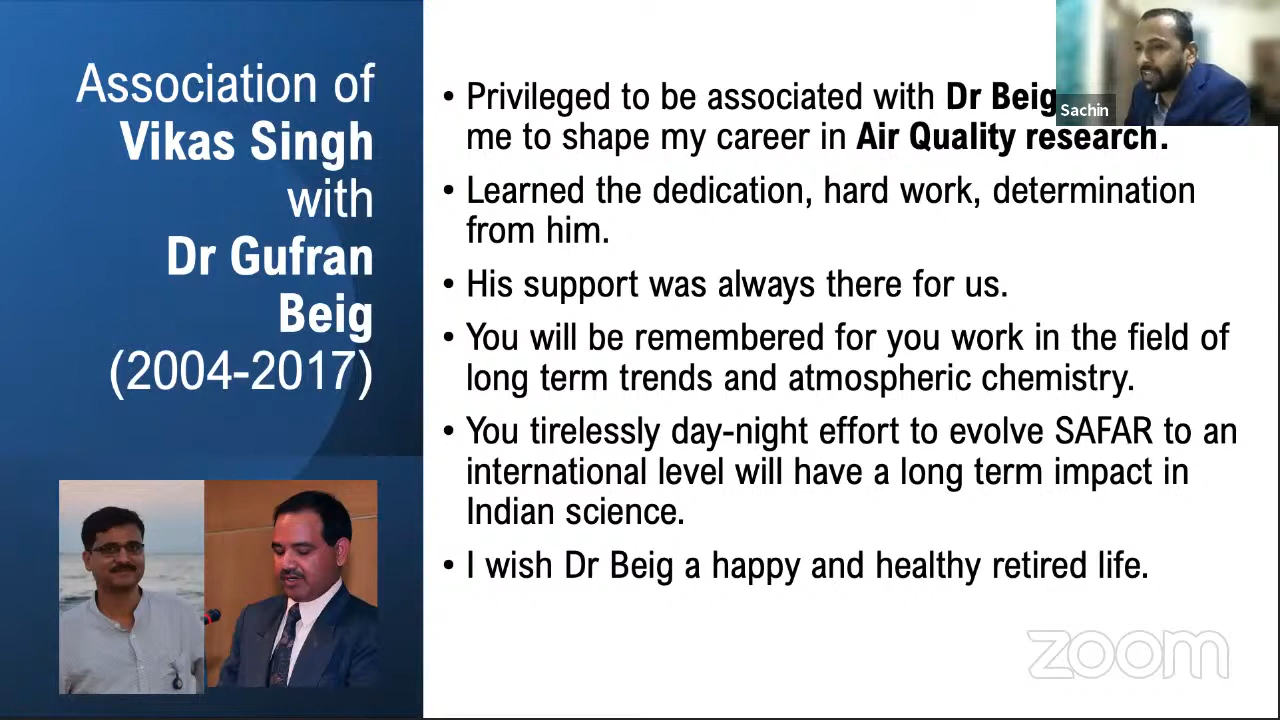 Association of
Vikas Singh
with
Dr Gufran
Beig
(2004-2017)
• Privileged to be associated with Dr Beig
me to shape my career in Air Quality research.
• Learned the dedication, hard work, determination
from him.
• His support was always there for us.
• You will be remembered for you work in the field of
long term trends and atmospheric chemistry.
• You tirelessly day-night effort to evolve SAFAR to an
international level will have a long term impact in
Indian science.
• I wish Dr Beig a happy and healthy retired life.
Sachin
zoom